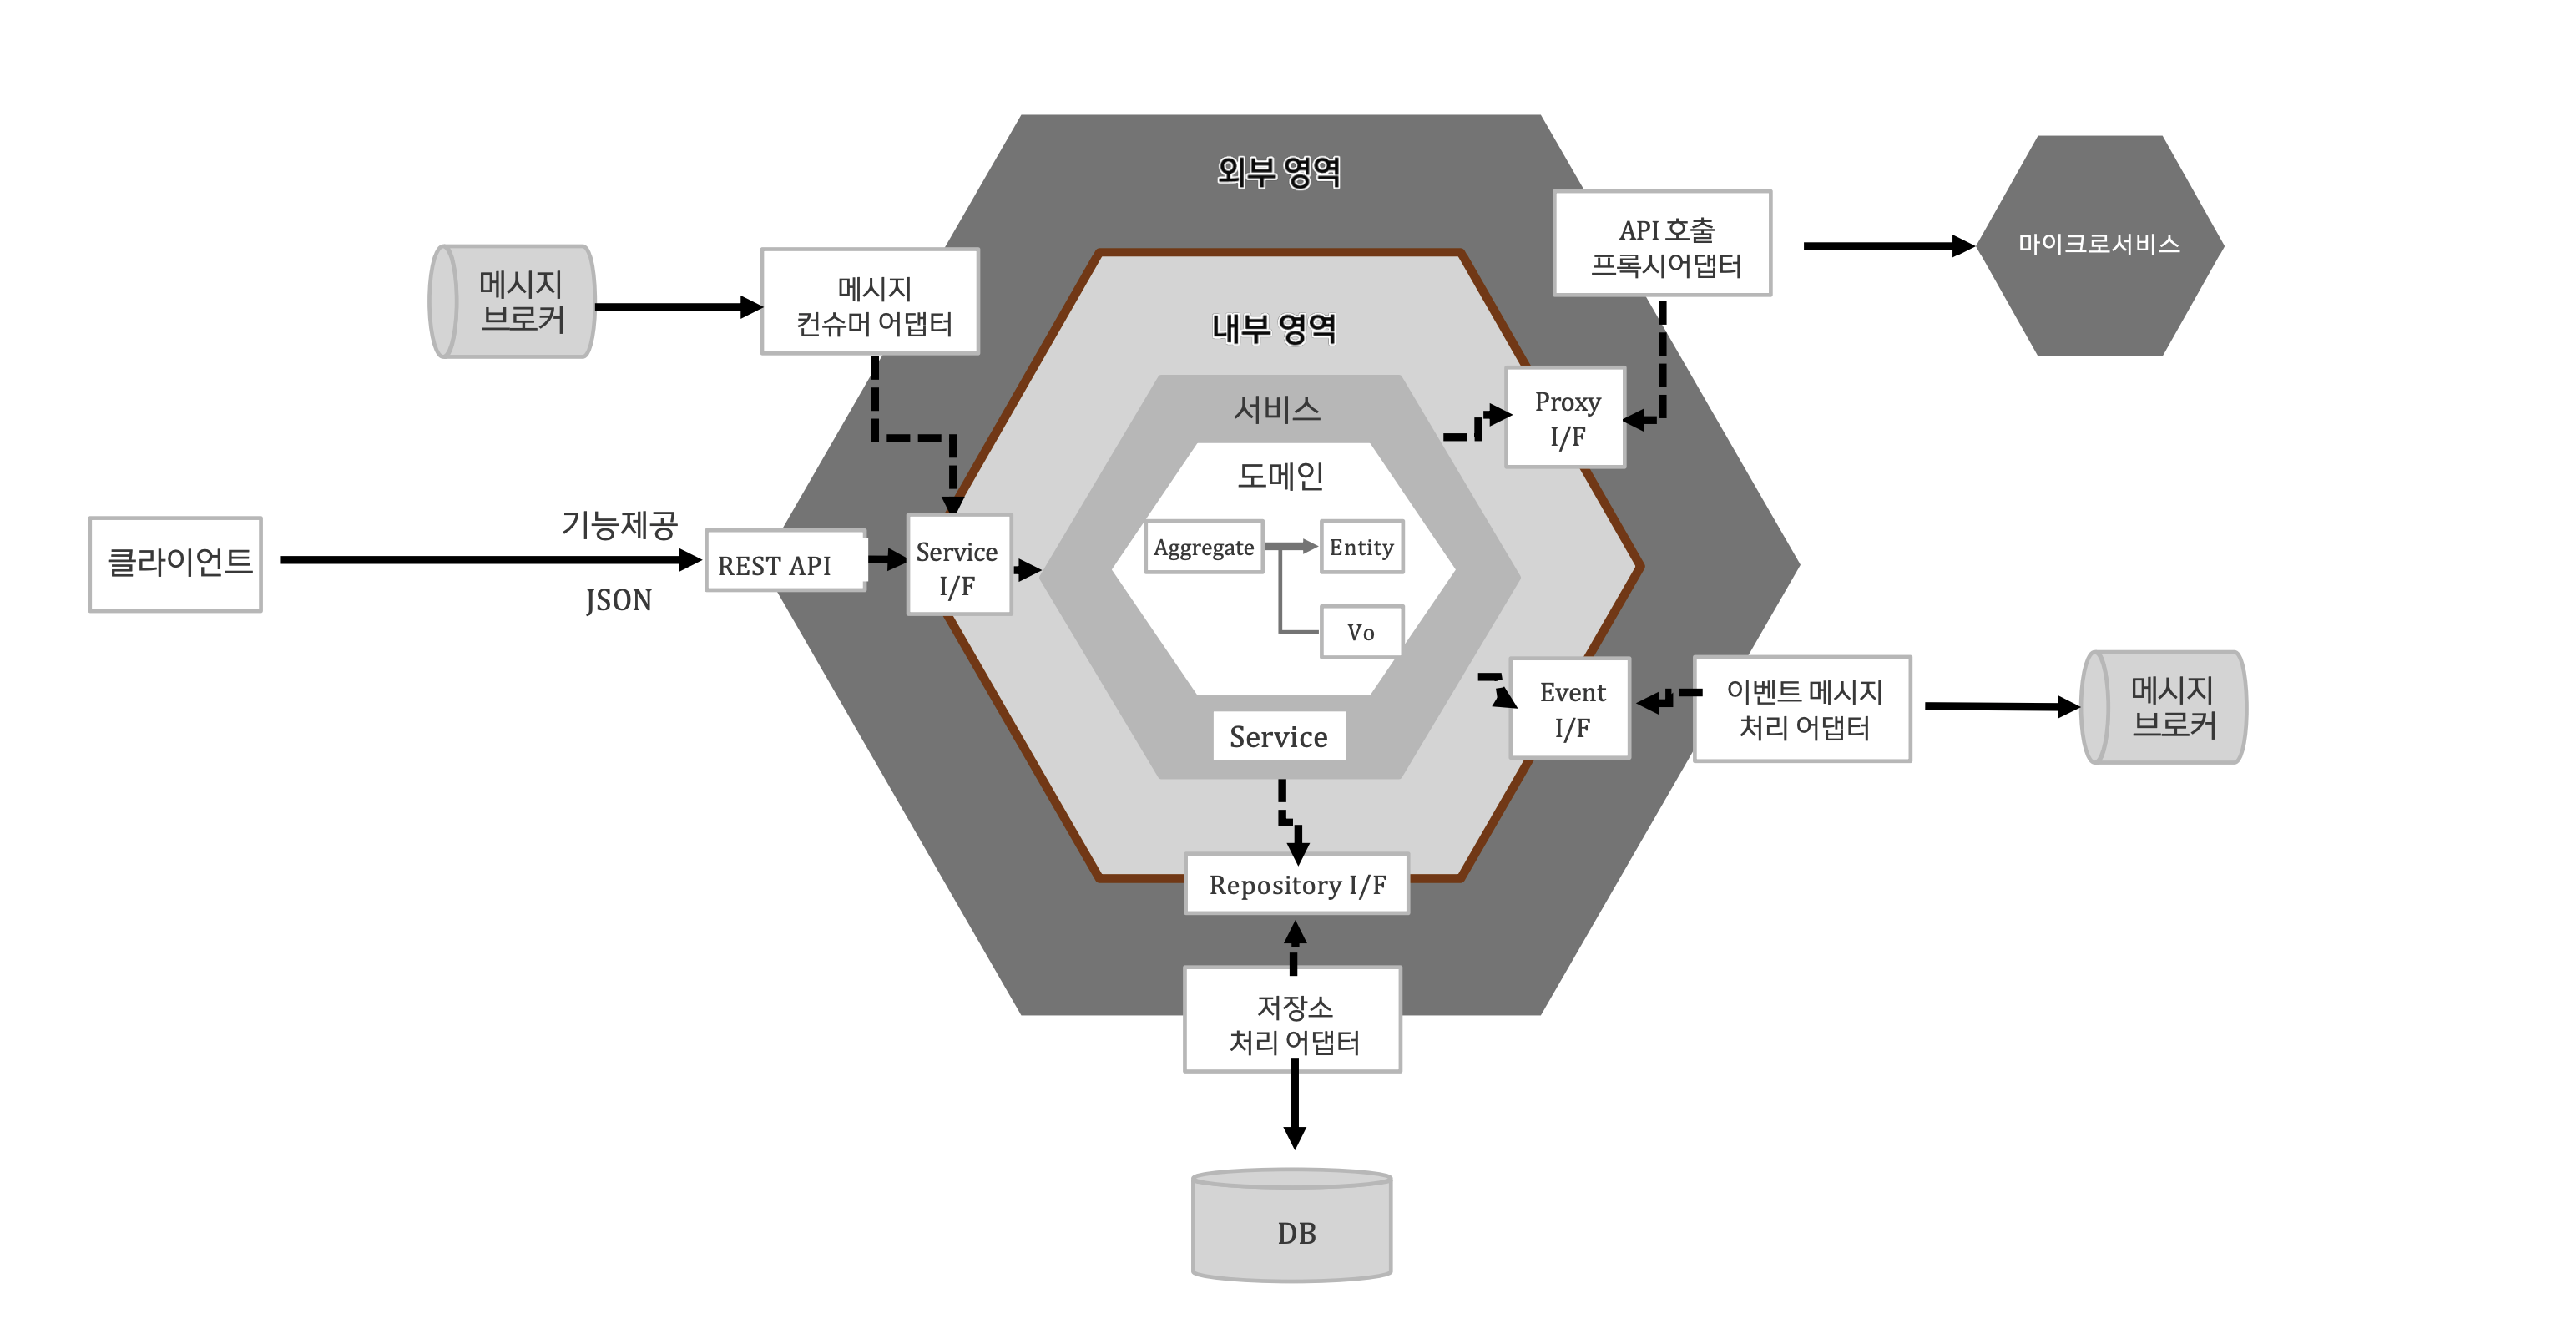 외부 영역
API 호출
프록시어댑터
마이크로서비스
메시지
브로커
메시지
컨슈머 어댑터
내부 영역
서비스
Proxy
I/F
도메인
클라이언트
기능제공
JSON
REST API
Service
I/F
Aggregate
Entity
Vo
Event
I/F
이벤트 메시지
처리 어댑터
메시지
브로커
Service
Repository I/F
저장소
처리 어댑터
DB